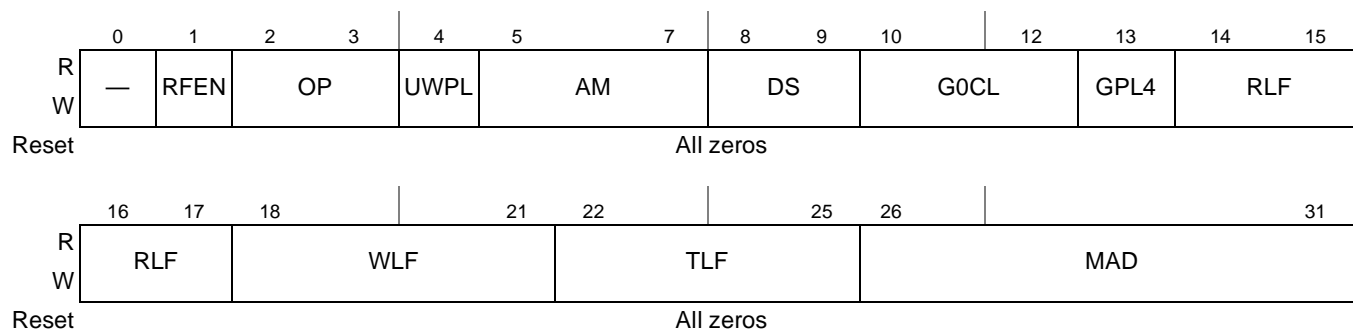 0 1 2 3 4 5 7 8 9 10 12 13 14 15
R
— RFEN OP UWPL AM DS G0CL GPL4 RLF
W
Reset All zeros
16 17 18 21 22 25 26 31
R
RLF WLF TLF MAD
W
Reset All zeros